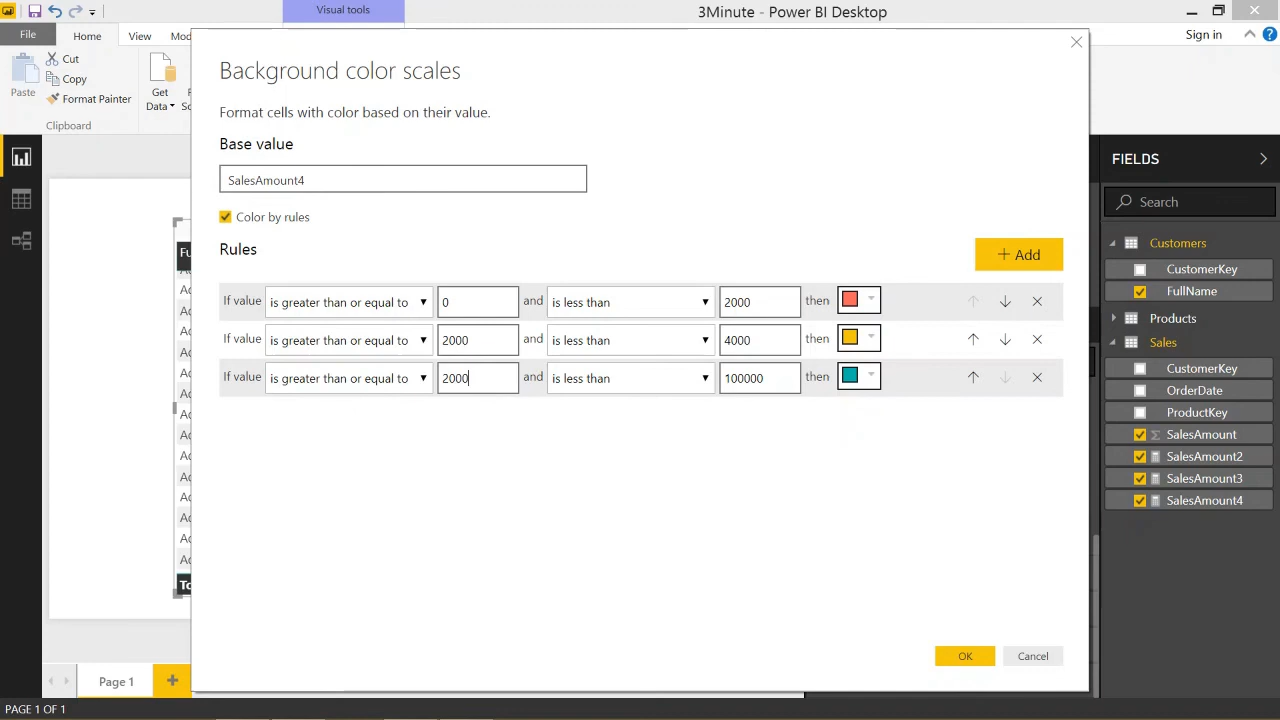 Visual tools
3Minute - Power BI Desktop
File
Home
View
Sign in
Paste
Cut
Copy
Format Painter
Get
Data
Clipboard
Background color scales
Format cells with color based on their value.
Base value
SalesAmount4
Color by rules
Rules
+ Add
If value is greater than or equal to 0 and is less than 2000 then
If value is greater than or equal to 2000 and is less than 4000 then
If value is greater than or equal to 2000 and is less than 100000 then
OK
Cancel
FIELDS
Search
Customers
CustomerKey
FullName
Products
Sales
CustomerKey
OrderDate
ProductKey
SalesAmount
SalesAmount2
SalesAmount3
SalesAmount4
Page 1
PAGE 1 OF 1